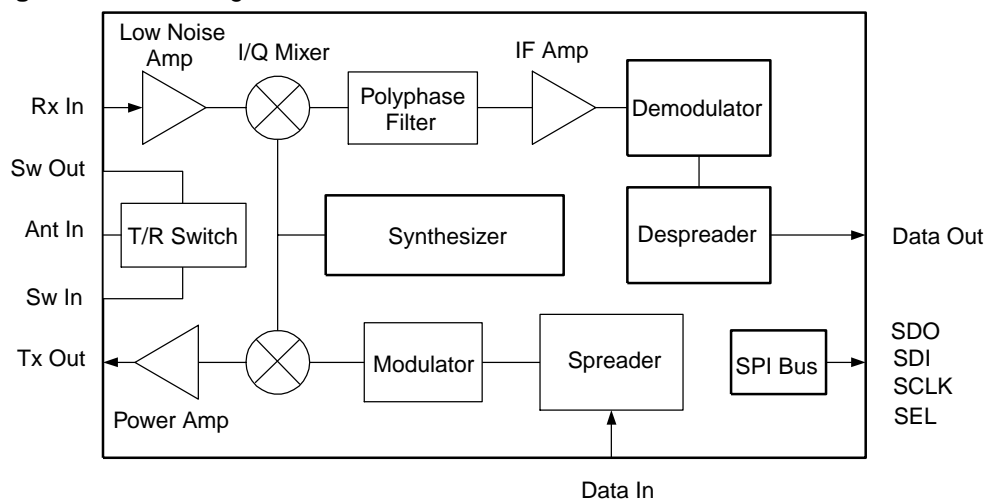 Low Noise
Amp
I/Q Mixer
IF Amp
Rx In
Polyphase
Filter
Demodulator
Sw Out
Ant In
T/R Switch
Synthesizer
Despreader
Data Out
Sw In
Tx Out
Modulator
Spreader
SPI Bus
SDO
SDI
SCLK
SEL
Power Amp
Data In